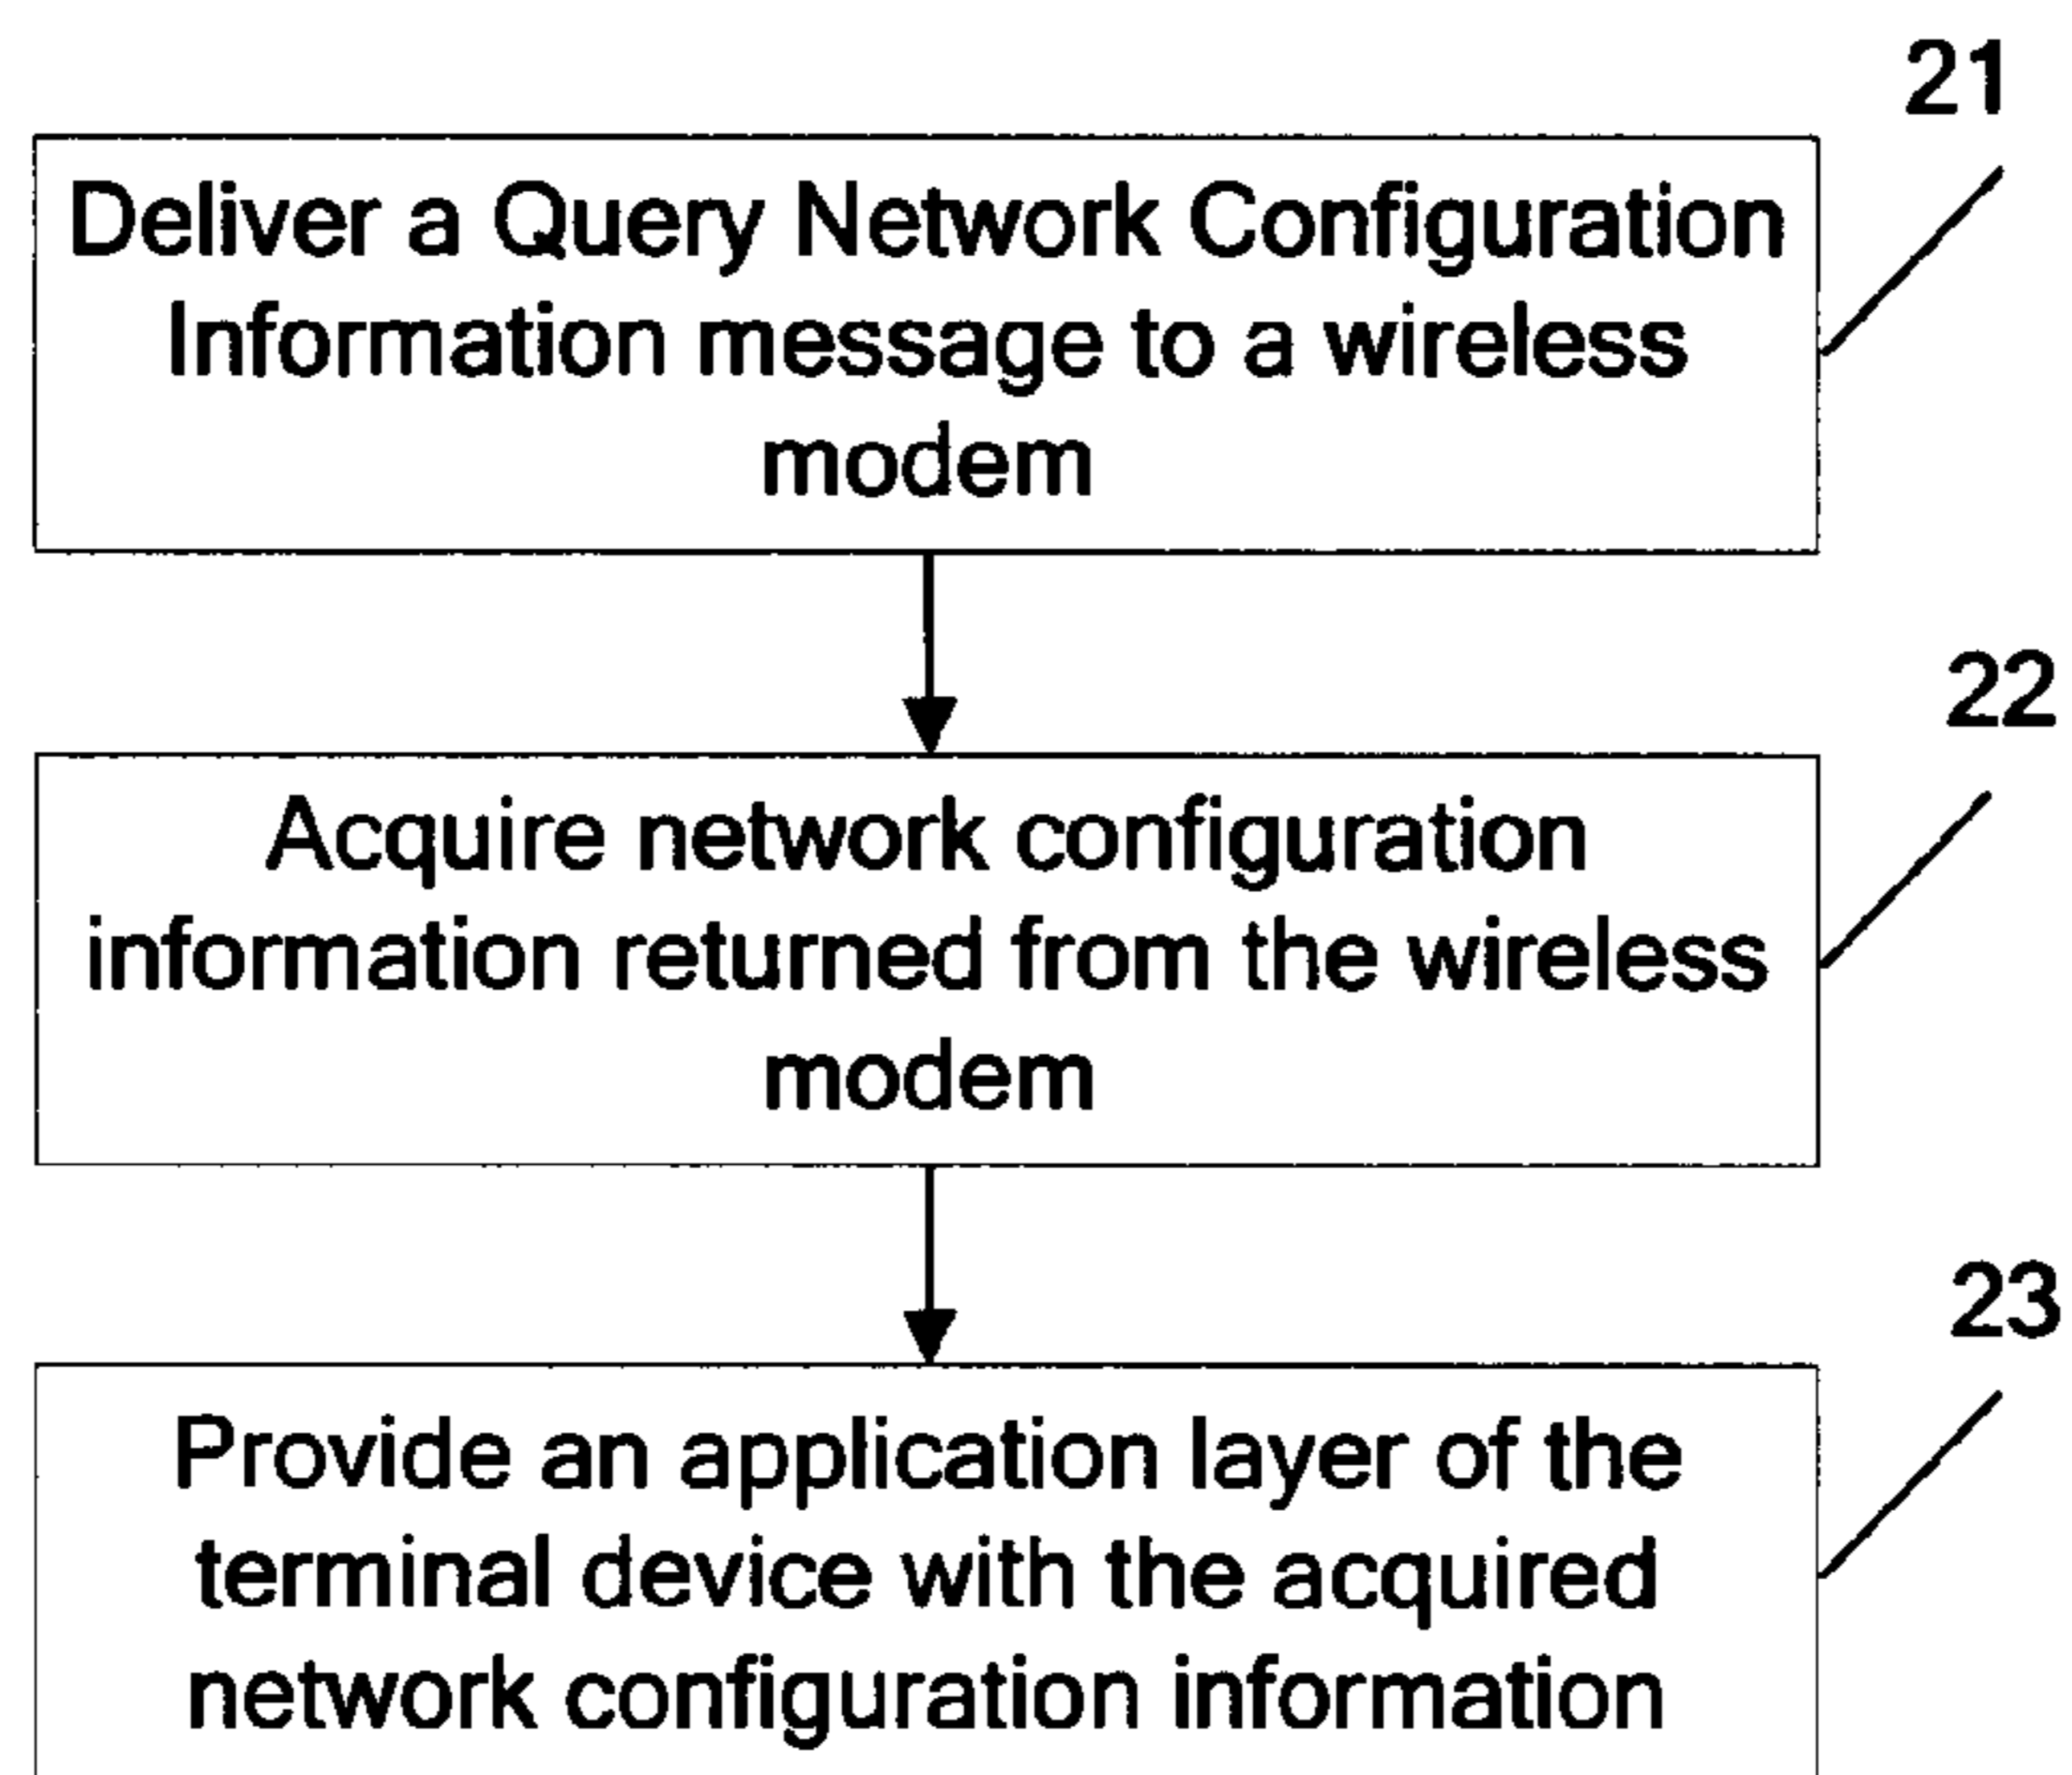 21
Deliver a Query Network Configuration
Information message to a wireless
modem
22
Acquire network configuration
information returned from the wireless
modem
23
Provide an application layer of the
terminal device with the acquired
network configuration information